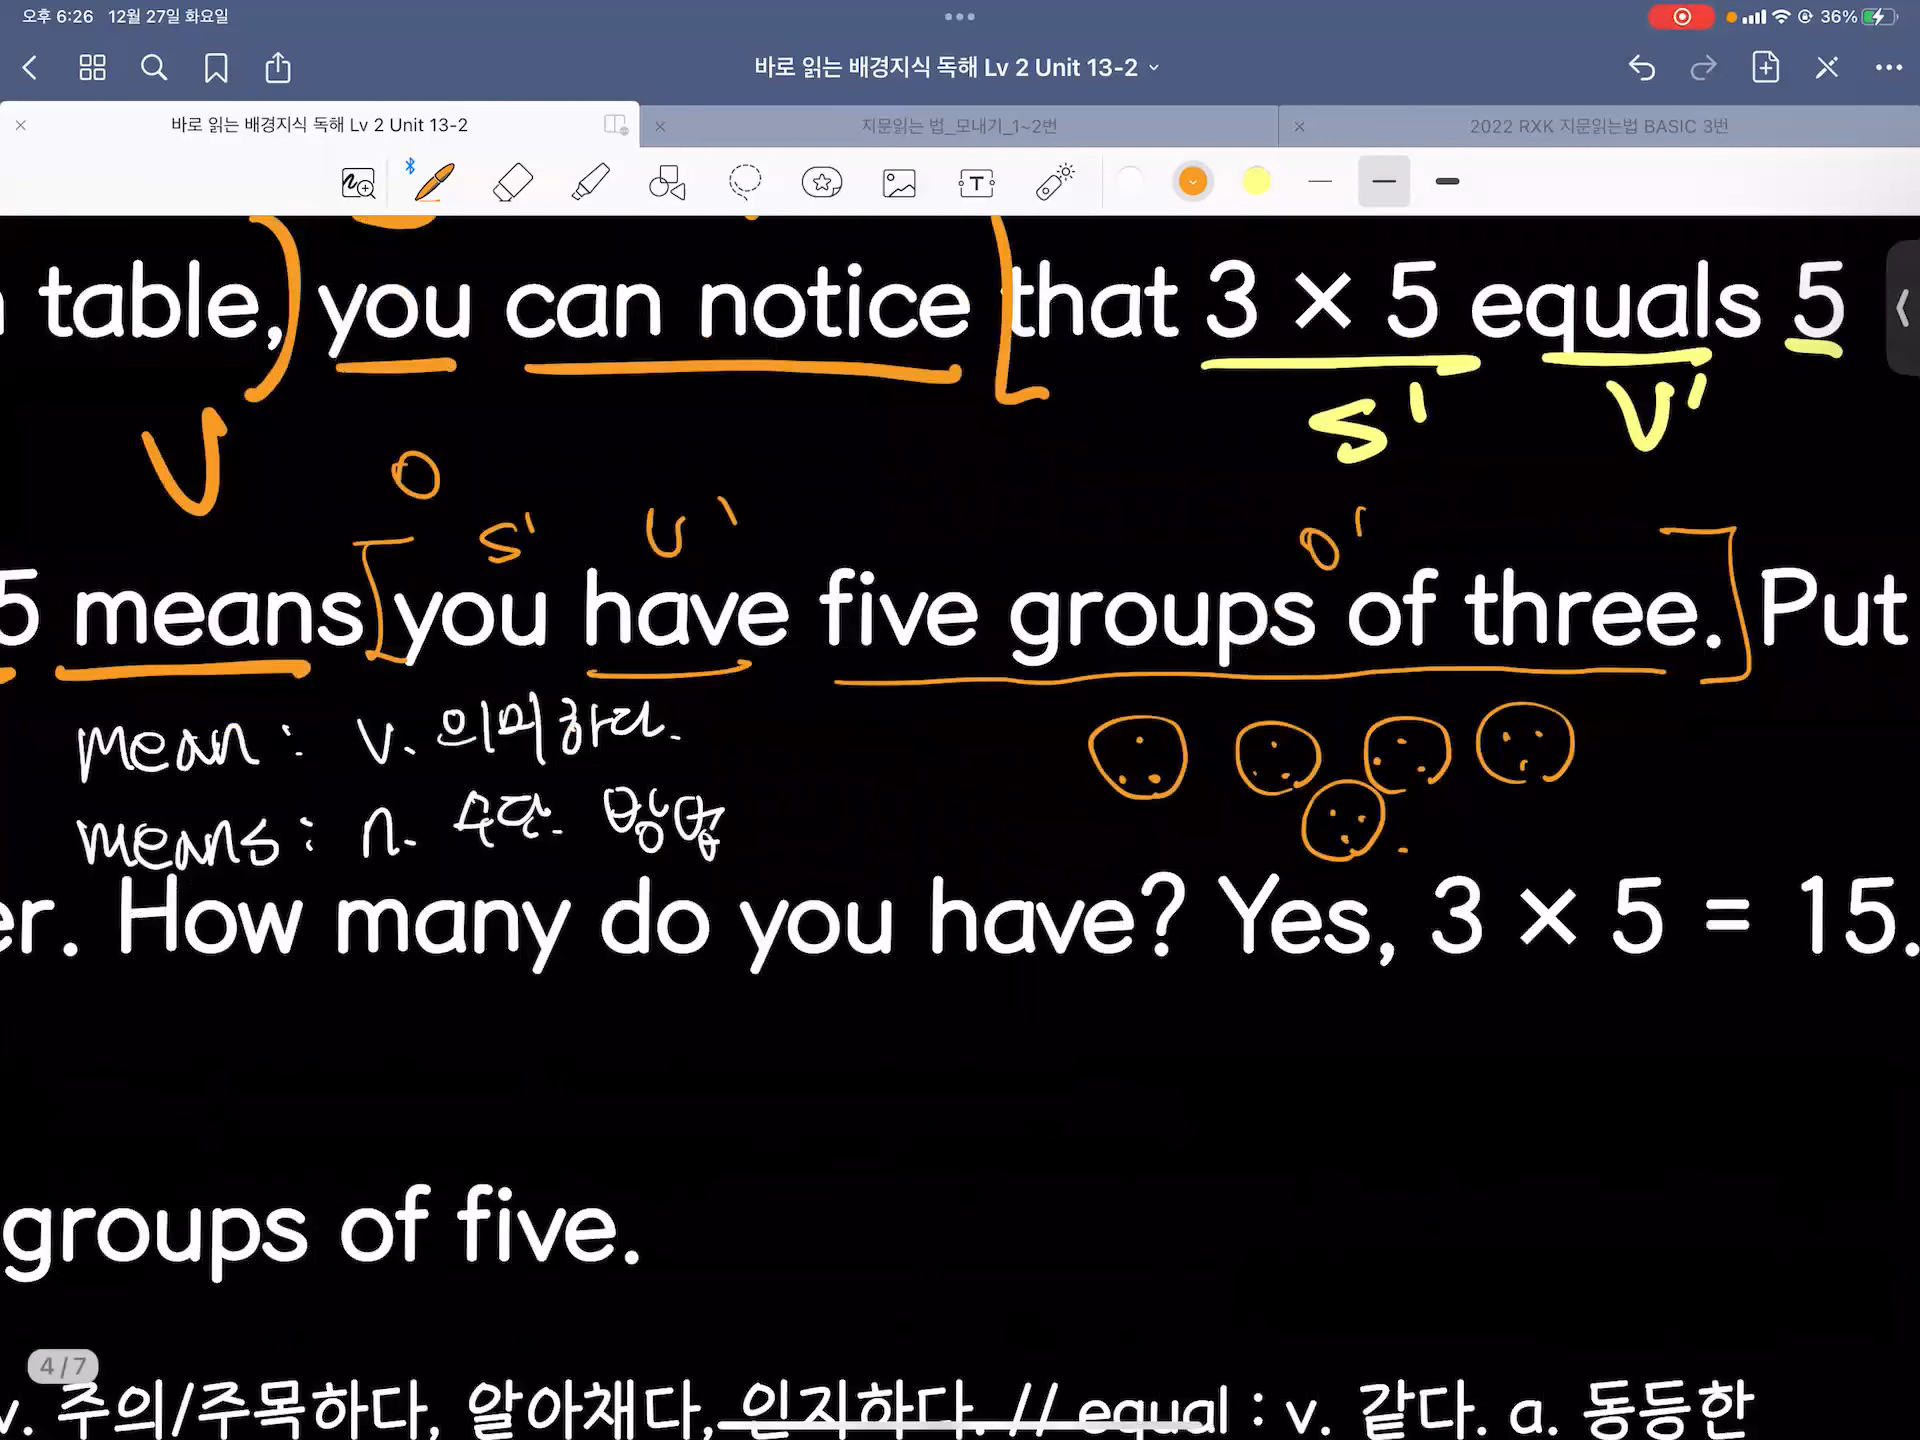 오후 6:26 12월 27일 화요일
36%
바로 읽는 배경지식 독해 Lv 2 Unit 13-2
바로 읽는 배경지식 독해 Lv 2 Unit 13-2
지문읽는 법_모내기_1~2번
2022 RXK 지문읽는법 BASIC 3번
table, you can notice that 3 × 5 equals 5
S' V'
V
O
S' V' O'
5 means you have five groups of three. Put
mean : v. 의미하다.
means : n. 수단. 방법
er. How many do you have? Yes, 3 × 5 = 15.
groups of five.
4/7
v. 주의/주목하다, 알아채다, 인지하다. // equal : v. 같다. a. 동등한